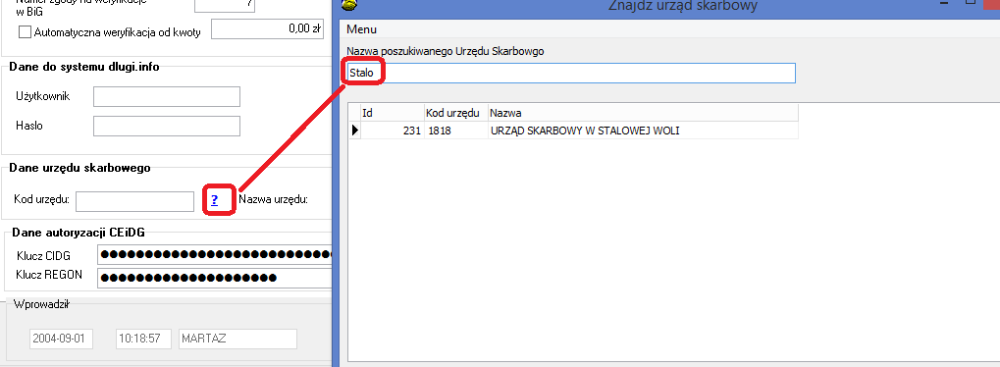 Numer zgody na weryfikację
w BiG
7
Automatyczna weryfikacja od kwoty
0,00 zł
Dane do systemu dlugi.info
Użytkownik
Hasło
Dane urzędu skarbowego
Kod urzędu:
?
Nazwa urzędu:
Dane autoryzacji CEiDG
Klucz CIDG
Klucz REGON
Wprowadził
2004-09-01
10:18:57
MARTAZ
Znajdz urząd skarbowy
Menu
Nazwa poszukiwanego Urzędu Skarbowgo
Stalo
Id
Kod urzędu
Nazwa
231
1818
URZĄD SKARBOWY W STALOWEJ WOLI